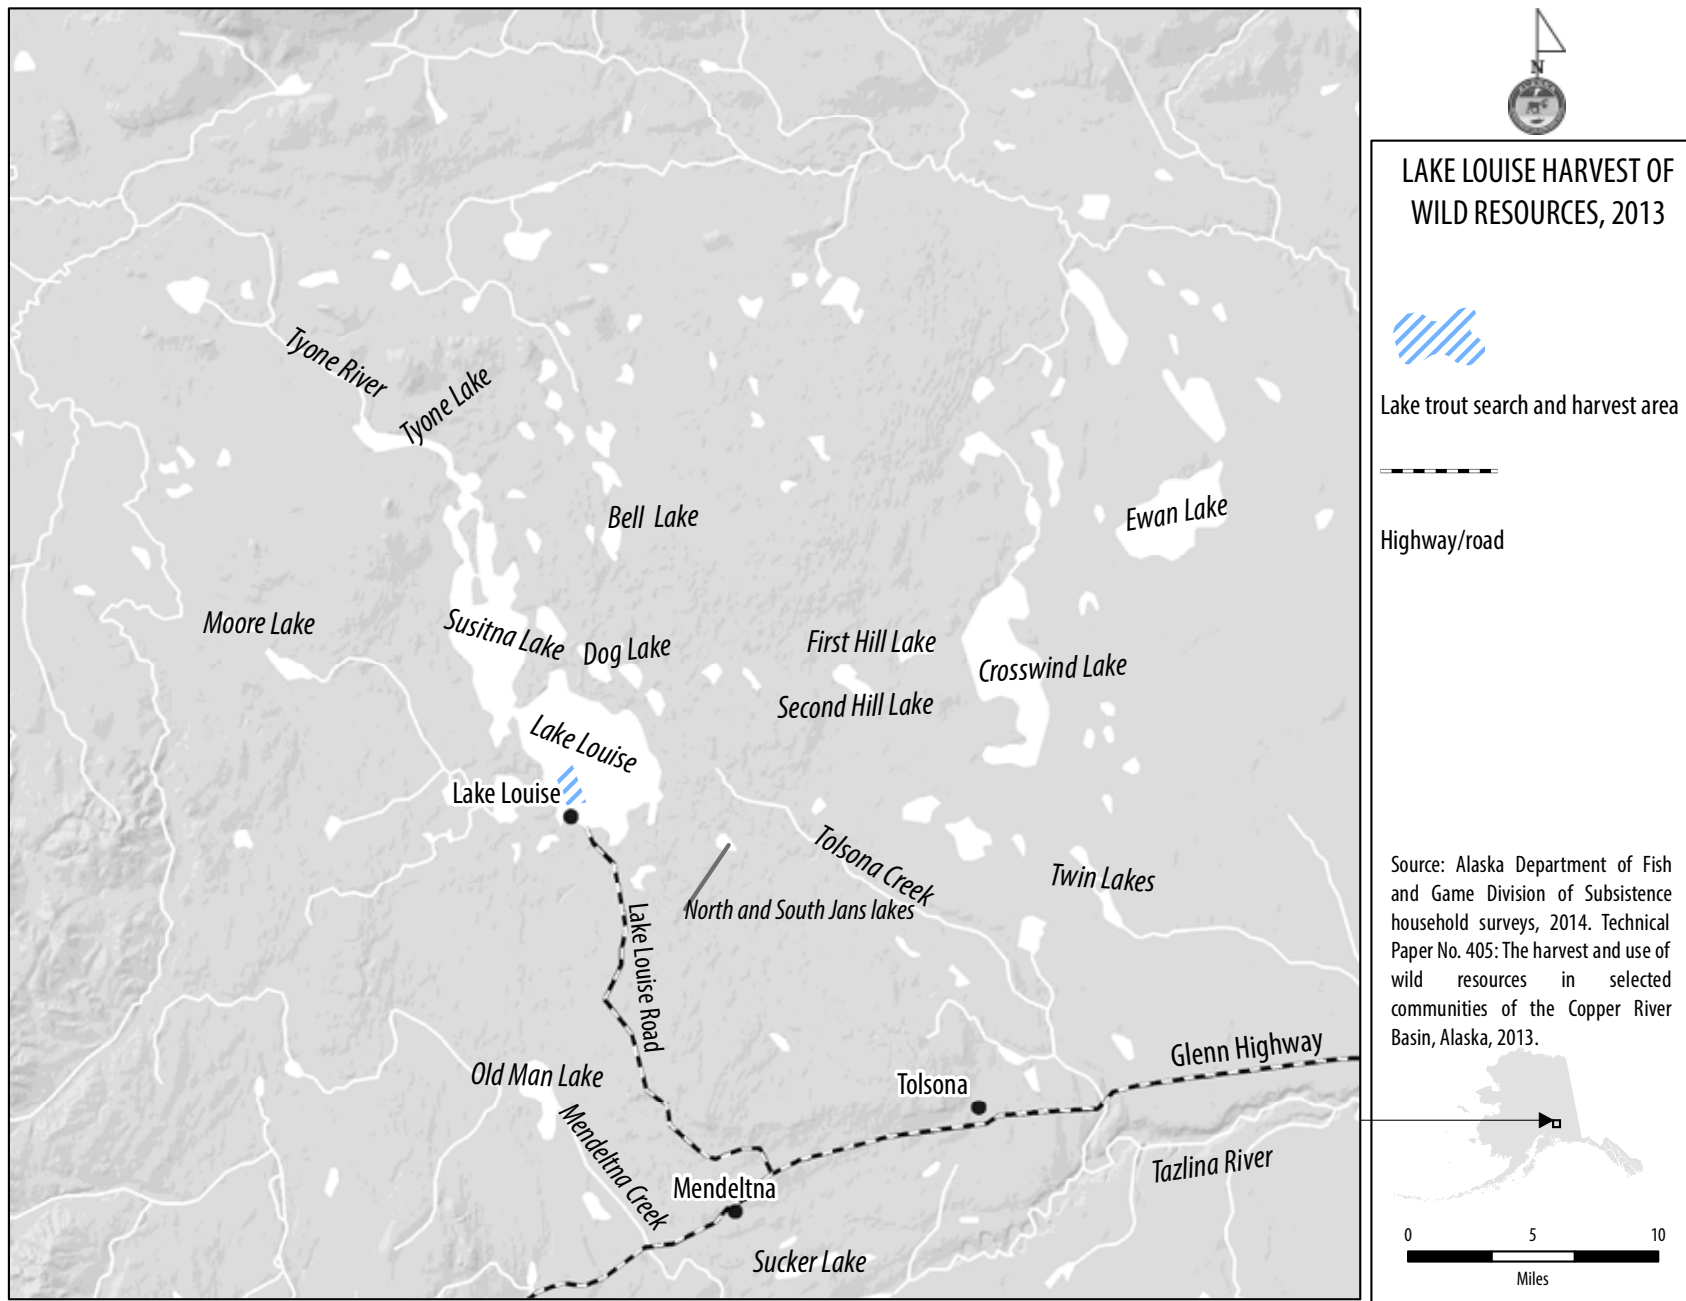 N
ALASKA
LAKE LOUISE HARVEST OF
WILD RESOURCES, 2013
Lake trout search and harvest area
Highway/road
Source: Alaska Department of Fish
and Game Division of Subsistence
household surveys, 2014. Technical
Paper No. 405: The harvest and use of
wild resources in selected
communities of the Copper River
Basin, Alaska, 2013.
0 5 10
Miles
Tyone River
Tyone Lake
Bell Lake
Ewan Lake
Moore Lake
Susitna Lake
Dog Lake
First Hill Lake
Crosswind Lake
Second Hill Lake
Lake Louise
Lake Louise
Tolsona Creek
Twin Lakes
North and South Jans lakes
Lake Louise Road
Glenn Highway
Old Man Lake
Tolsona
Mendeltna Creek
Tazlina River
Mendeltna
Sucker Lake